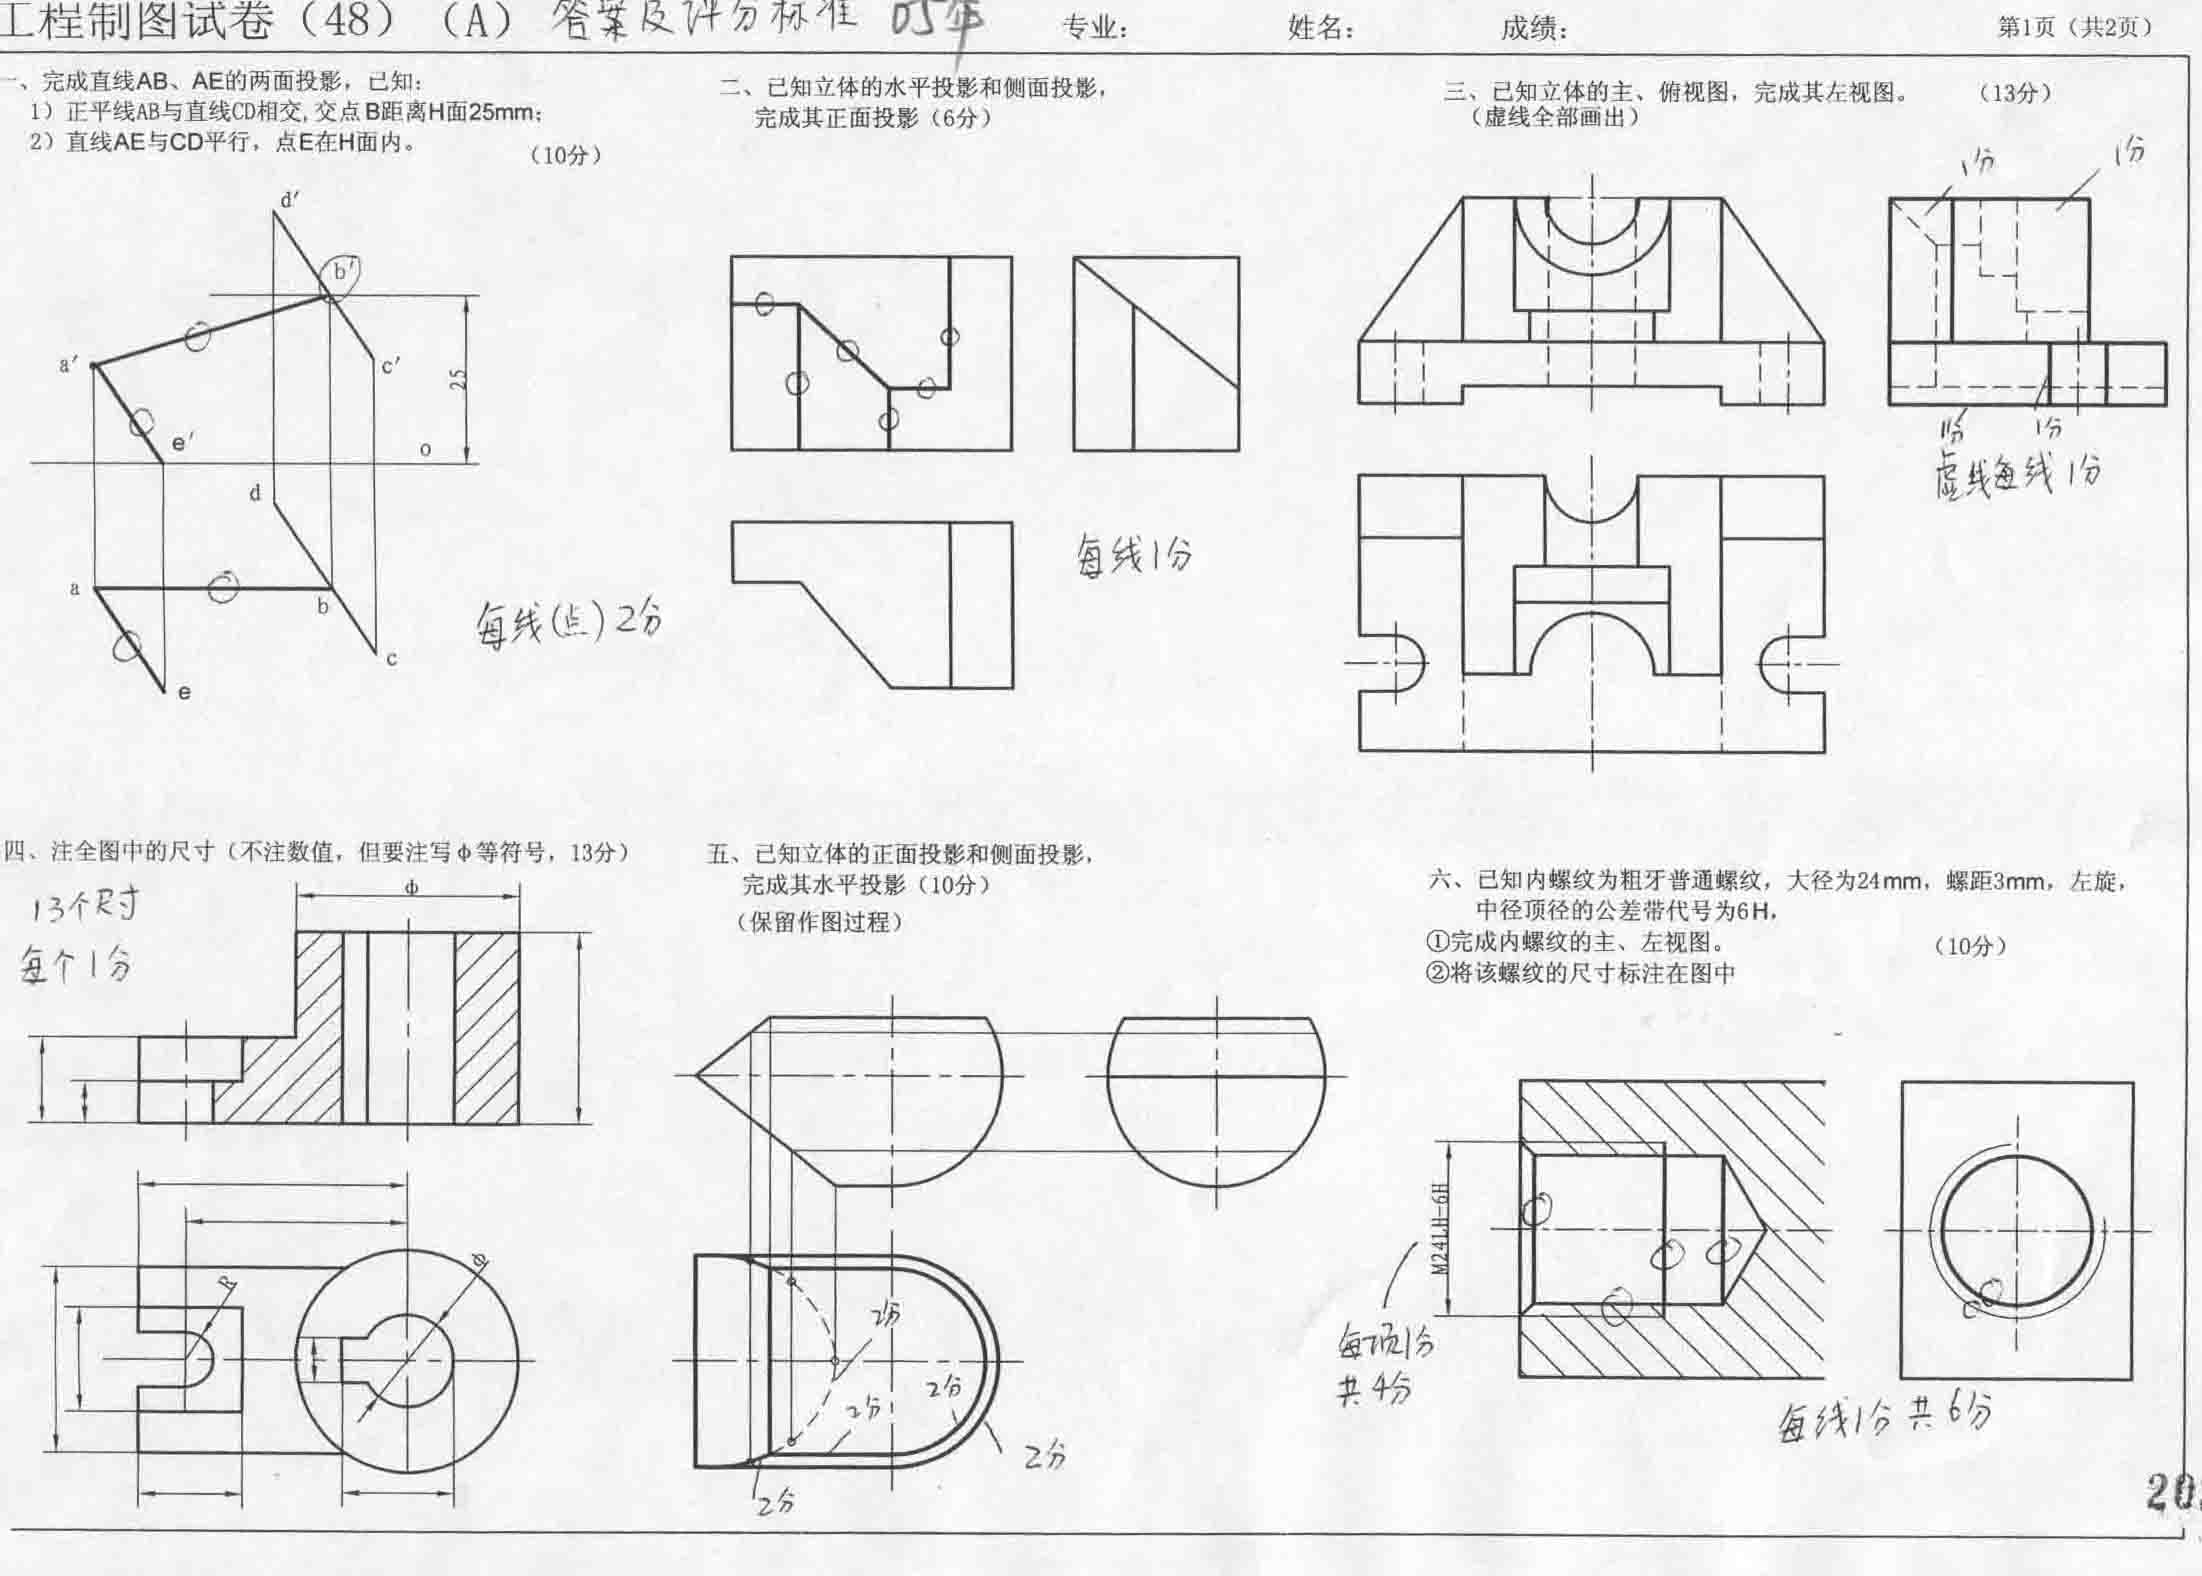 工程制图试卷（48）（A） 答案及评分标准 05年 专业： 姓名： 成绩： 第1页（共2页）
一、完成直线AB、AE的两面投影，已知：
1）正平线AB与直线CD相交，交点B距离H面25mm；
2）直线AE与CD平行，点E在H面内。
（10分）
d′
b′
a′
c′
25
e′
o
d
a
b
c
e
每线(点)2分
二、已知立体的水平投影和侧面投影，
完成其正面投影（6分）
每线1分
三、已知立体的主、俯视图，完成其左视图。 （13分）
（虚线全部画出）
1分
1分
1分
1分
虚线每线1分
四、注全图中的尺寸（不注数值，但要注写φ等符号，13分）
13个尺寸
每个1分
φ
R
φ
五、已知立体的正面投影和侧面投影，
完成其水平投影（10分）
（保留作图过程）
2分
2分
2分
2分
2分
六、已知内螺纹为粗牙普通螺纹，大径为24mm，螺距3mm，左旋，
中径顶径的公差带代号为6H，
①完成内螺纹的主、左视图。 （10分）
②将该螺纹的尺寸标注在图中
M24LH-6H
每项1分
共4分
每线1分共6分